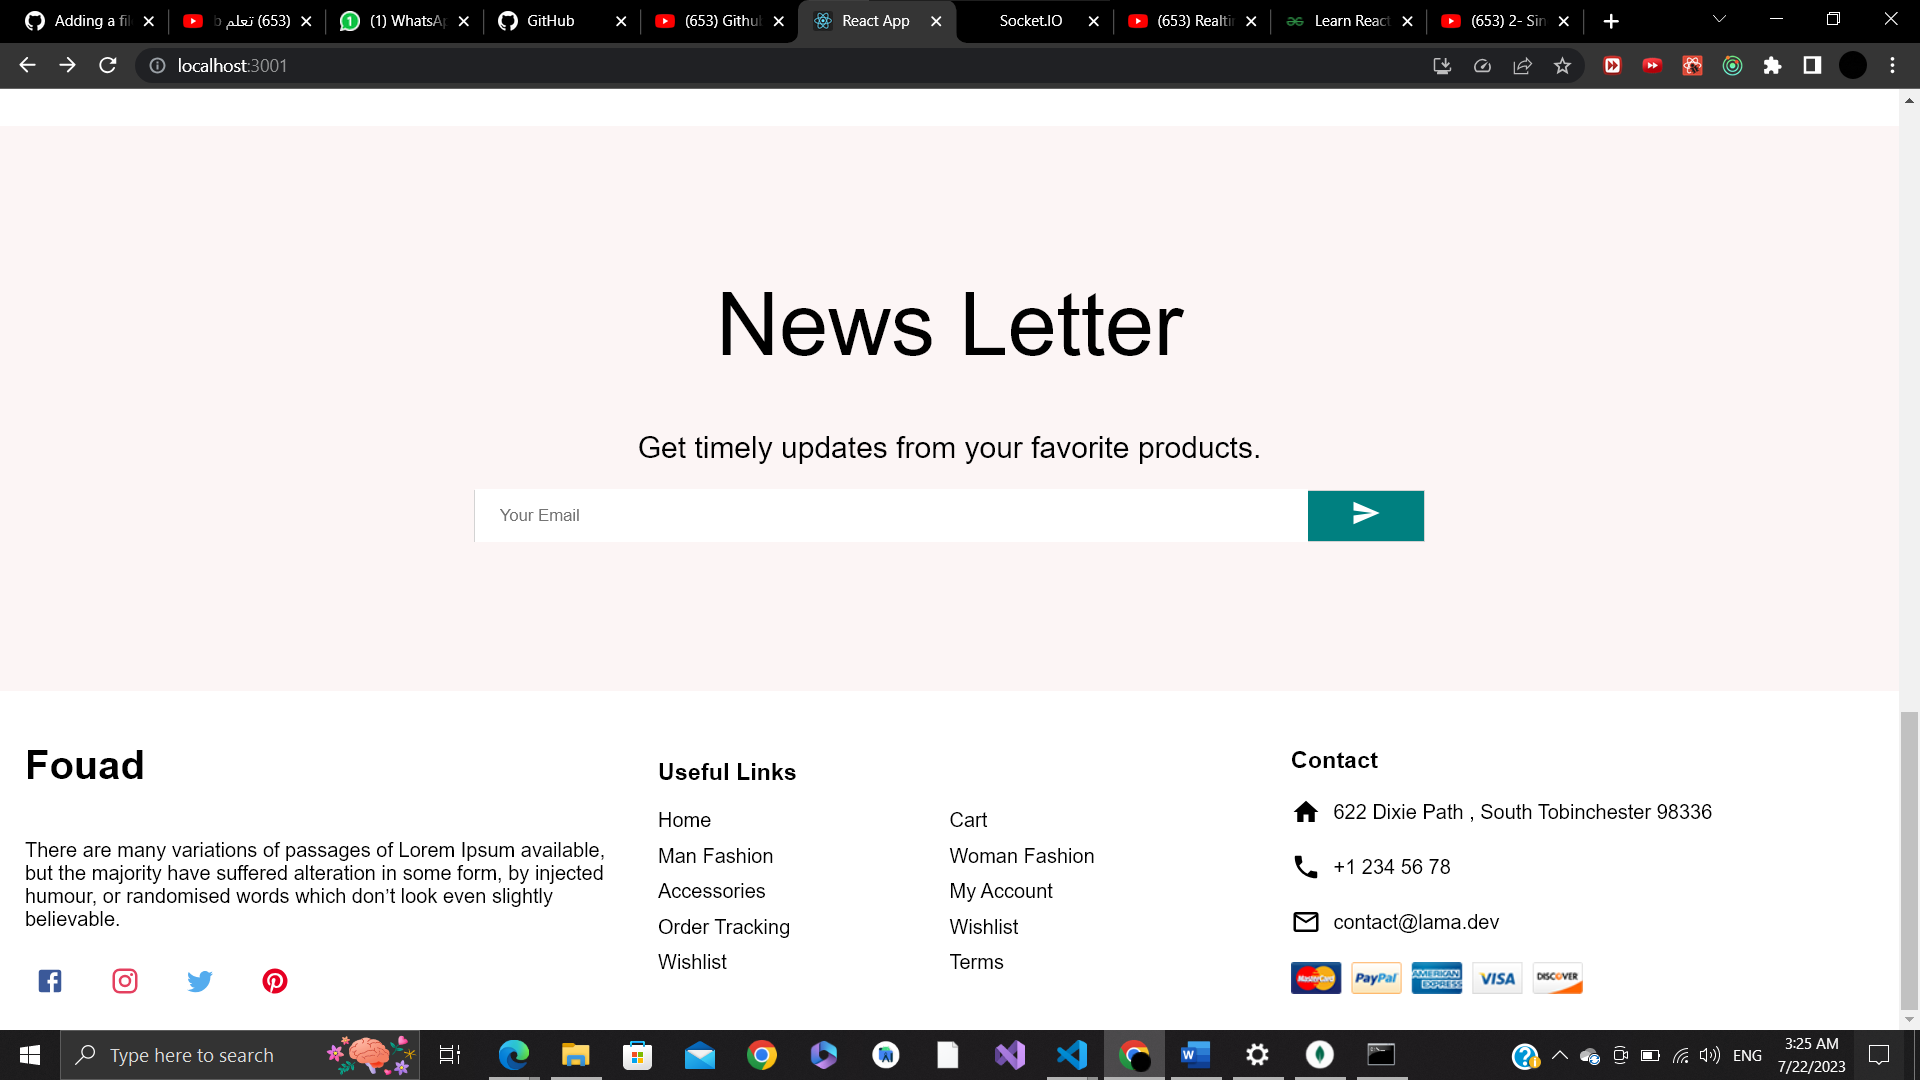 Adding a fil
(653) تعلم b
(1) WhatsAp
GitHub
(653) Githu
React App
Socket.IO
(653) Realti
Learn React
(653) 2- Sin
localhost:3001
News Letter
Get timely updates from your favorite products.
Your Email
Fouad
There are many variations of passages of Lorem Ipsum available,
but the majority have suffered alteration in some form, by injected
humour, or randomised words which don’t look even slightly
believable.
Useful Links
Home
Cart
Man Fashion
Woman Fashion
Accessories
My Account
Order Tracking
Wishlist
Wishlist
Terms
Contact
622 Dixie Path , South Tobinchester 98336
+1 234 56 78
contact@lama.dev
MasterCard
PayPal
AMERICAN EXPRESS
VISA
DISCOVER
Type here to search
ENG
3:25 AM
7/22/2023